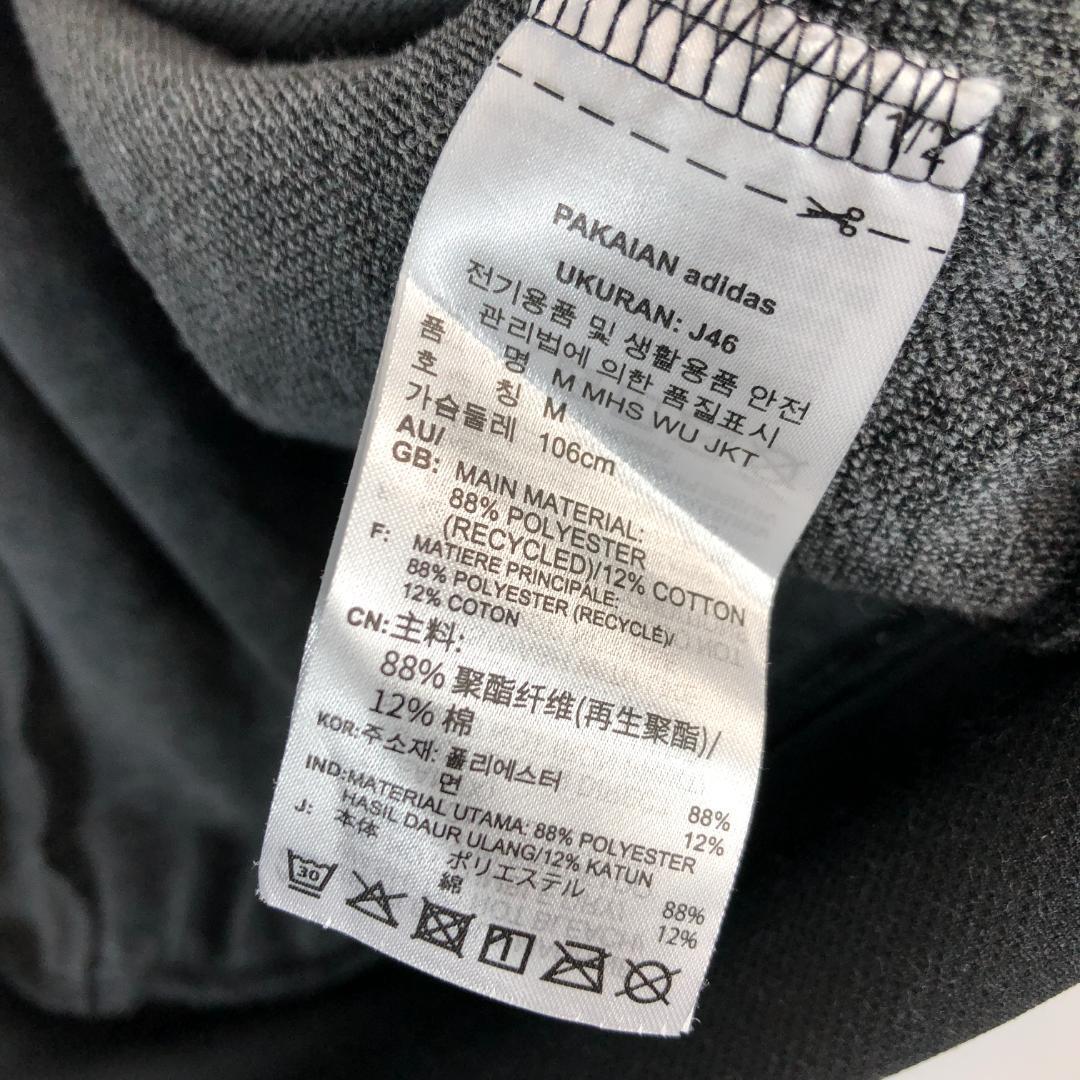 1/2
PAKAIAN adidas
UKURAN: J46
전기용품 및 생활용품 안전
관리법에 의한 품질표시
품 명 M MHS WU JKT
호 칭 M
가슴둘레 106cm
AU/
GB: MAIN MATERIAL:
88% POLYESTER
(RECYCLED)/12% COTTON
F: MATIERE PRINCIPALE:
88% POLYESTER (RECYCLÉ)/
12% COTON
CN:主料:
88% 聚酯纤维(再生聚酯)/
12% 棉
KOR:주소재: 폴리에스터 88%
면 12%
IND:MATERIAL UTAMA: 88% POLYESTER
HASIL DAUR ULANG/12% KATUN
J: 本体 ポリエステル 88%
綿 12%
30